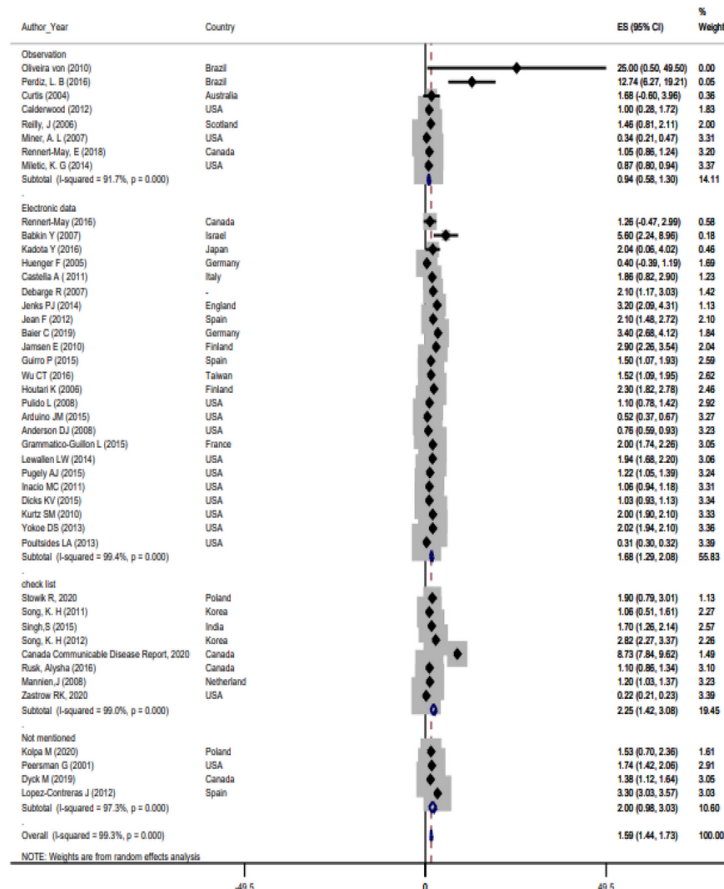 %
Author_Year Country ES (95% CI) Weight
Observation
Oliveira von (2010) Brazil 25.00 (0.50, 49.50) 0.00
Perdiz, L. B (2016) Brazil 12.74 (6.27, 19.21) 0.05
Curtis (2004) Australia 1.68 (-0.60, 3.96) 0.36
Calderwood (2012) USA 1.00 (0.28, 1.72) 1.83
Reilly, J (2006) Scotland 1.46 (0.81, 2.11) 2.00
Miner, A. L (2007) USA 0.34 (0.21, 0.47) 3.31
Rennert-May, E (2018) Canada 1.05 (0.86, 1.24) 3.20
Miletic, K. G (2014) USA 0.87 (0.80, 0.94) 3.37
Subtotal (I-squared = 91.7%, p = 0.000) 0.94 (0.58, 1.30) 14.11
.
Electronic data
Rennert-May (2016) Canada 1.26 (-0.47, 2.99) 0.58
Babkin Y (2007) Israel 5.60 (2.24, 8.96) 0.18
Kadota Y (2016) Japan 2.04 (0.06, 4.02) 0.46
Huenger F (2005) Germany 0.40 (-0.39, 1.19) 1.69
Castella A ( 2011) Italy 1.86 (0.82, 2.90) 1.23
Debarge R (2007) - 2.10 (1.17, 3.03) 1.42
Jenks PJ (2014) England 3.20 (2.09, 4.31) 1.13
Jean F (2012) Spain 2.10 (1.48, 2.72) 2.10
Baier C (2019) Germany 3.40 (2.68, 4.12) 1.84
Jamsen E (2010) Finland 2.90 (2.26, 3.54) 2.04
Guirro P (2015) Spain 1.50 (1.07, 1.93) 2.59
Wu CT (2016) Taiwan 1.52 (1.09, 1.95) 2.62
Houtari K (2006) Finland 2.30 (1.82, 2.78) 2.46
Pulido L (2008) USA 1.10 (0.78, 1.42) 2.92
Arduino JM (2015) USA 0.52 (0.37, 0.67) 3.27
Anderson DJ (2008) USA 0.76 (0.59, 0.93) 3.23
Grammatico-Guillon L (2015) France 2.00 (1.74, 2.26) 3.05
Lewallen LW (2014) USA 1.94 (1.68, 2.20) 3.06
Pugely AJ (2015) USA 1.22 (1.05, 1.39) 3.24
Inacio MC (2011) USA 1.06 (0.94, 1.18) 3.31
Dicks KV (2015) USA 1.03 (0.93, 1.13) 3.34
Kurtz SM (2010) USA 2.00 (1.90, 2.10) 3.33
Yokoe DS (2013) USA 2.02 (1.94, 2.10) 3.36
Poultsides LA (2013) USA 0.31 (0.30, 0.32) 3.39
Subtotal (I-squared = 99.4%, p = 0.000) 1.68 (1.29, 2.08) 55.83
.
check list
Stowik R, 2020 Poland 1.90 (0.79, 3.01) 1.13
Song, K. H (2011) Korea 1.06 (0.51, 1.61) 2.27
Singh,S (2015) India 1.70 (1.26, 2.14) 2.57
Song, K. H (2012) Korea 2.82 (2.27, 3.37) 2.26
Canada Communicable Disease Report, 2020 Canada 8.73 (7.84, 9.62) 1.49
Rusk, Alysha (2016) Canada 1.10 (0.86, 1.34) 3.10
Mannien,J (2008) Netherland 1.20 (1.03, 1.37) 3.23
Zastrow RK, 2020 USA 0.22 (0.21, 0.23) 3.39
Subtotal (I-squared = 99.0%, p = 0.000) 2.25 (1.42, 3.08) 19.45
.
Not mentioned
Kolpa M (2020) Poland 1.53 (0.70, 2.36) 1.61
Peersman G (2001) USA 1.74 (1.42, 2.06) 2.91
Dyck M (2019) Canada 1.38 (1.12, 1.64) 3.05
Lopez-Contreras J (2012) Spain 3.30 (3.03, 3.57) 3.03
Subtotal (I-squared = 97.3%, p = 0.000) 2.00 (0.98, 3.03) 10.60
.
Overall (I-squared = 99.3%, p = 0.000) 1.59 (1.44, 1.73) 100.00
NOTE: Weights are from random effects analysis
-49.5 0 49.5